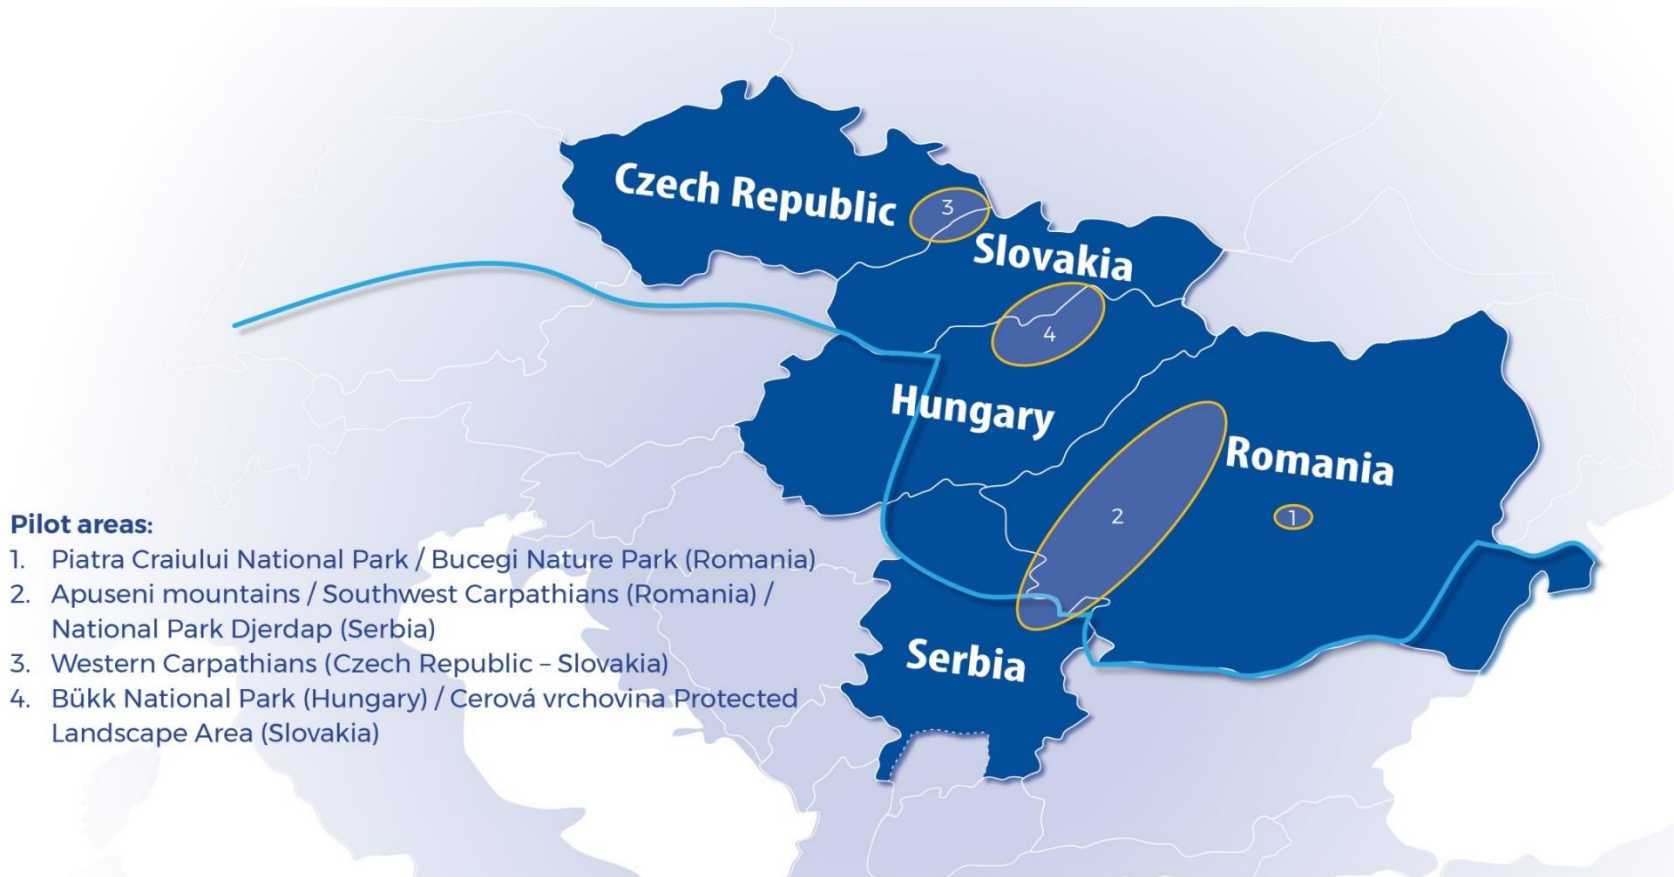 Czech Republic
3
Slovakia
4
Hungary
Romania
2
1
Serbia
Pilot areas:
1. Piatra Craiului National Park / Bucegi Nature Park (Romania)
2. Apuseni mountains / Southwest Carpathians (Romania) /
National Park Djerdap (Serbia)
3. Western Carpathians (Czech Republic – Slovakia)
4. Bükk National Park (Hungary) / Cerová vrchovina Protected
Landscape Area (Slovakia)